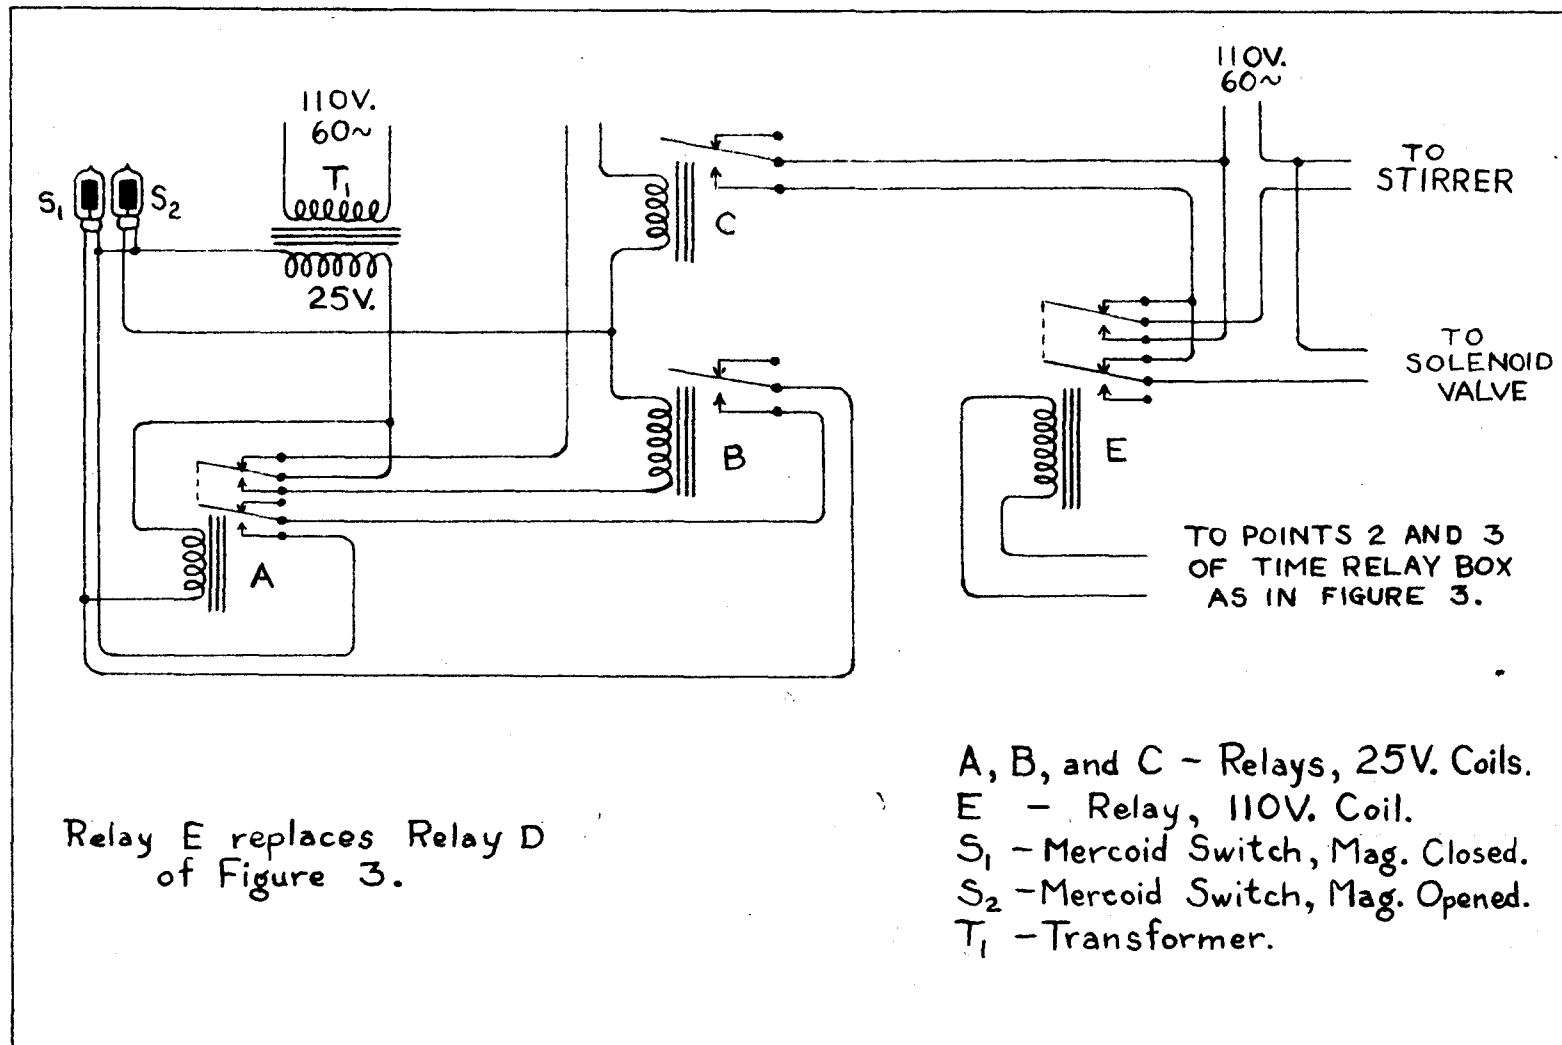 110V.
60~
T₁
S₁
S₂
25V.
C
110V.
60~
TO
STIRRER
TO
SOLENOID
VALVE
B
E
A
TO POINTS 2 AND 3
OF TIME RELAY BOX
AS IN FIGURE 3.
Relay E replaces Relay D
of Figure 3.
A, B, and C - Relays, 25V. Coils.
E - Relay, 110V. Coil.
S₁ - Mercoid Switch, Mag. Closed.
S₂ - Mercoid Switch, Mag. Opened.
T₁ - Transformer.